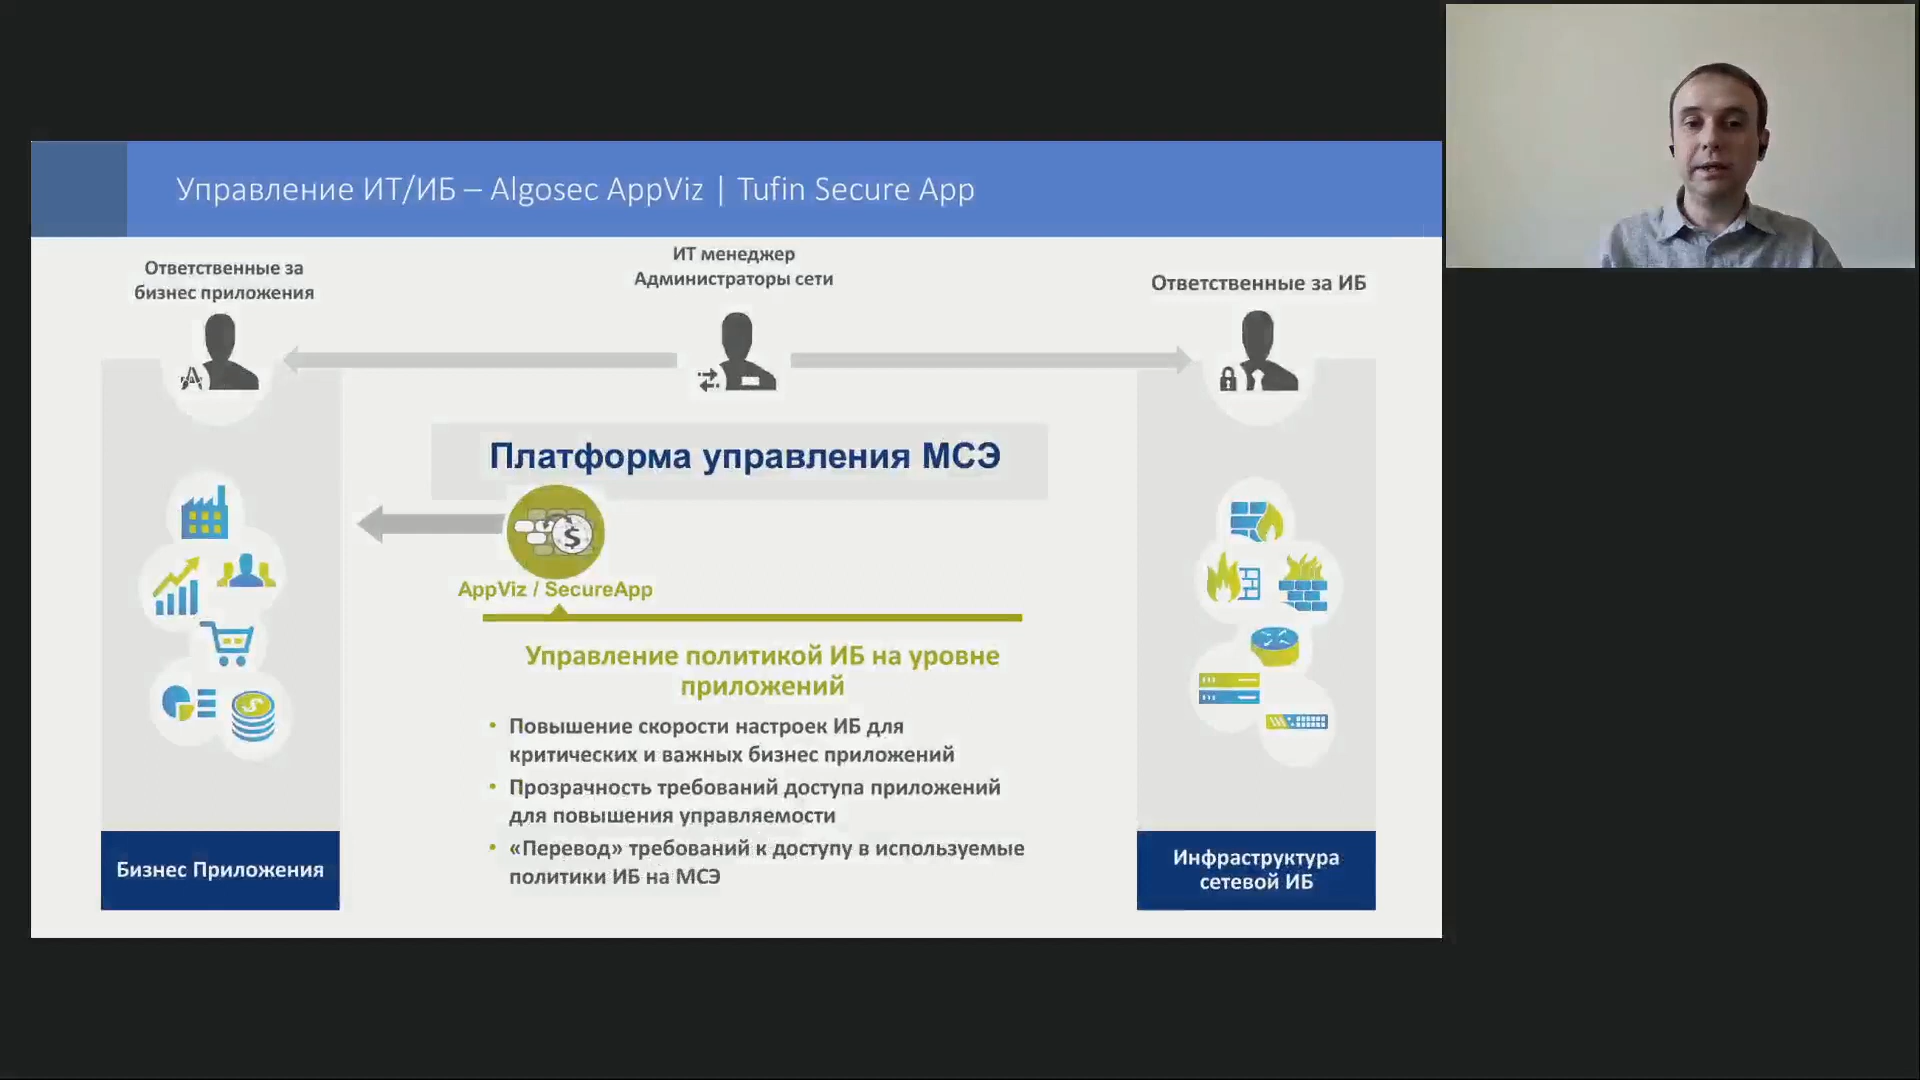 Управление ИТ/ИБ – Algosec AppViz | Tufin Secure App
Ответственные за
бизнес приложения
ИТ менеджер
Администраторы сети
Ответственные за ИБ
Платформа управления МСЭ
AppViz / SecureApp
Управление политикой ИБ на уровне
приложений
• Повышение скорости настроек ИБ для
критических и важных бизнес приложений
• Прозрачность требований доступа приложений
для повышения управляемости
• «Перевод» требований к доступу в используемые
политики ИБ на МСЭ
Бизнес Приложения
Инфраструктура
сетевой ИБ